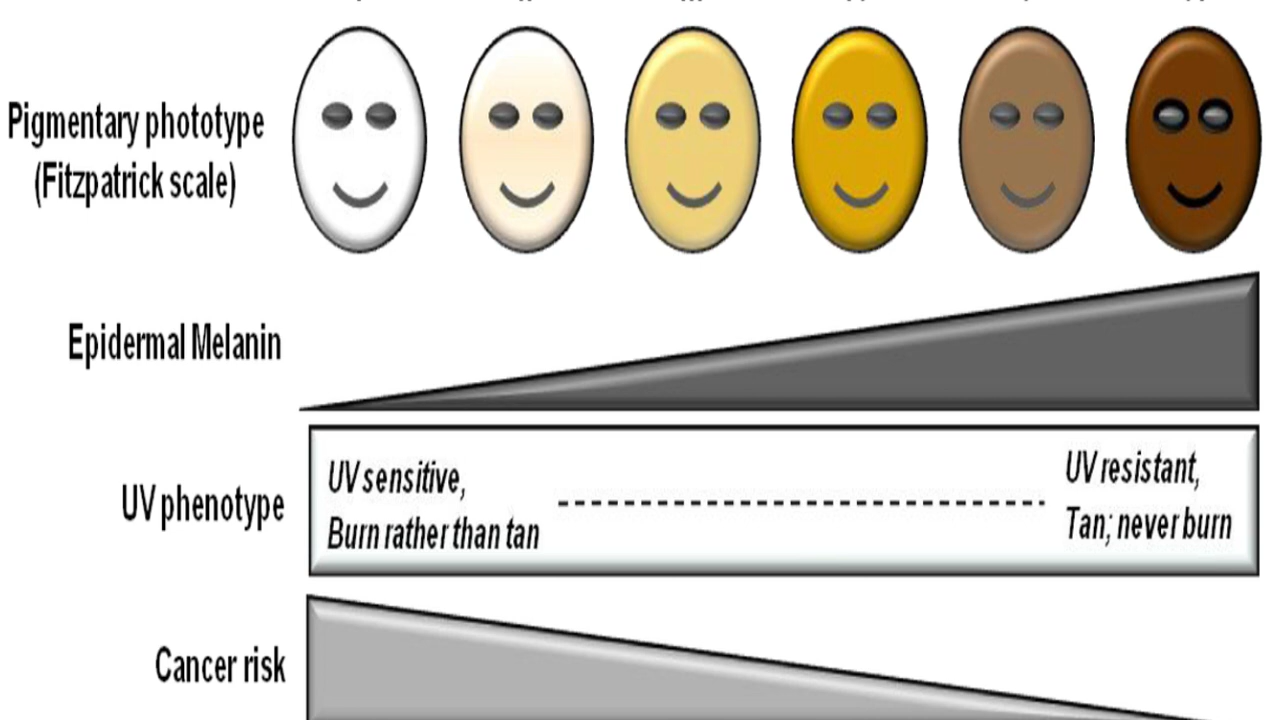 Pigmentary phototype
(Fitzpatrick scale)
Epidermal Melanin
UV phenotype
UV sensitive,
Burn rather than tan
UV resistant,
Tan; never burn
Cancer risk